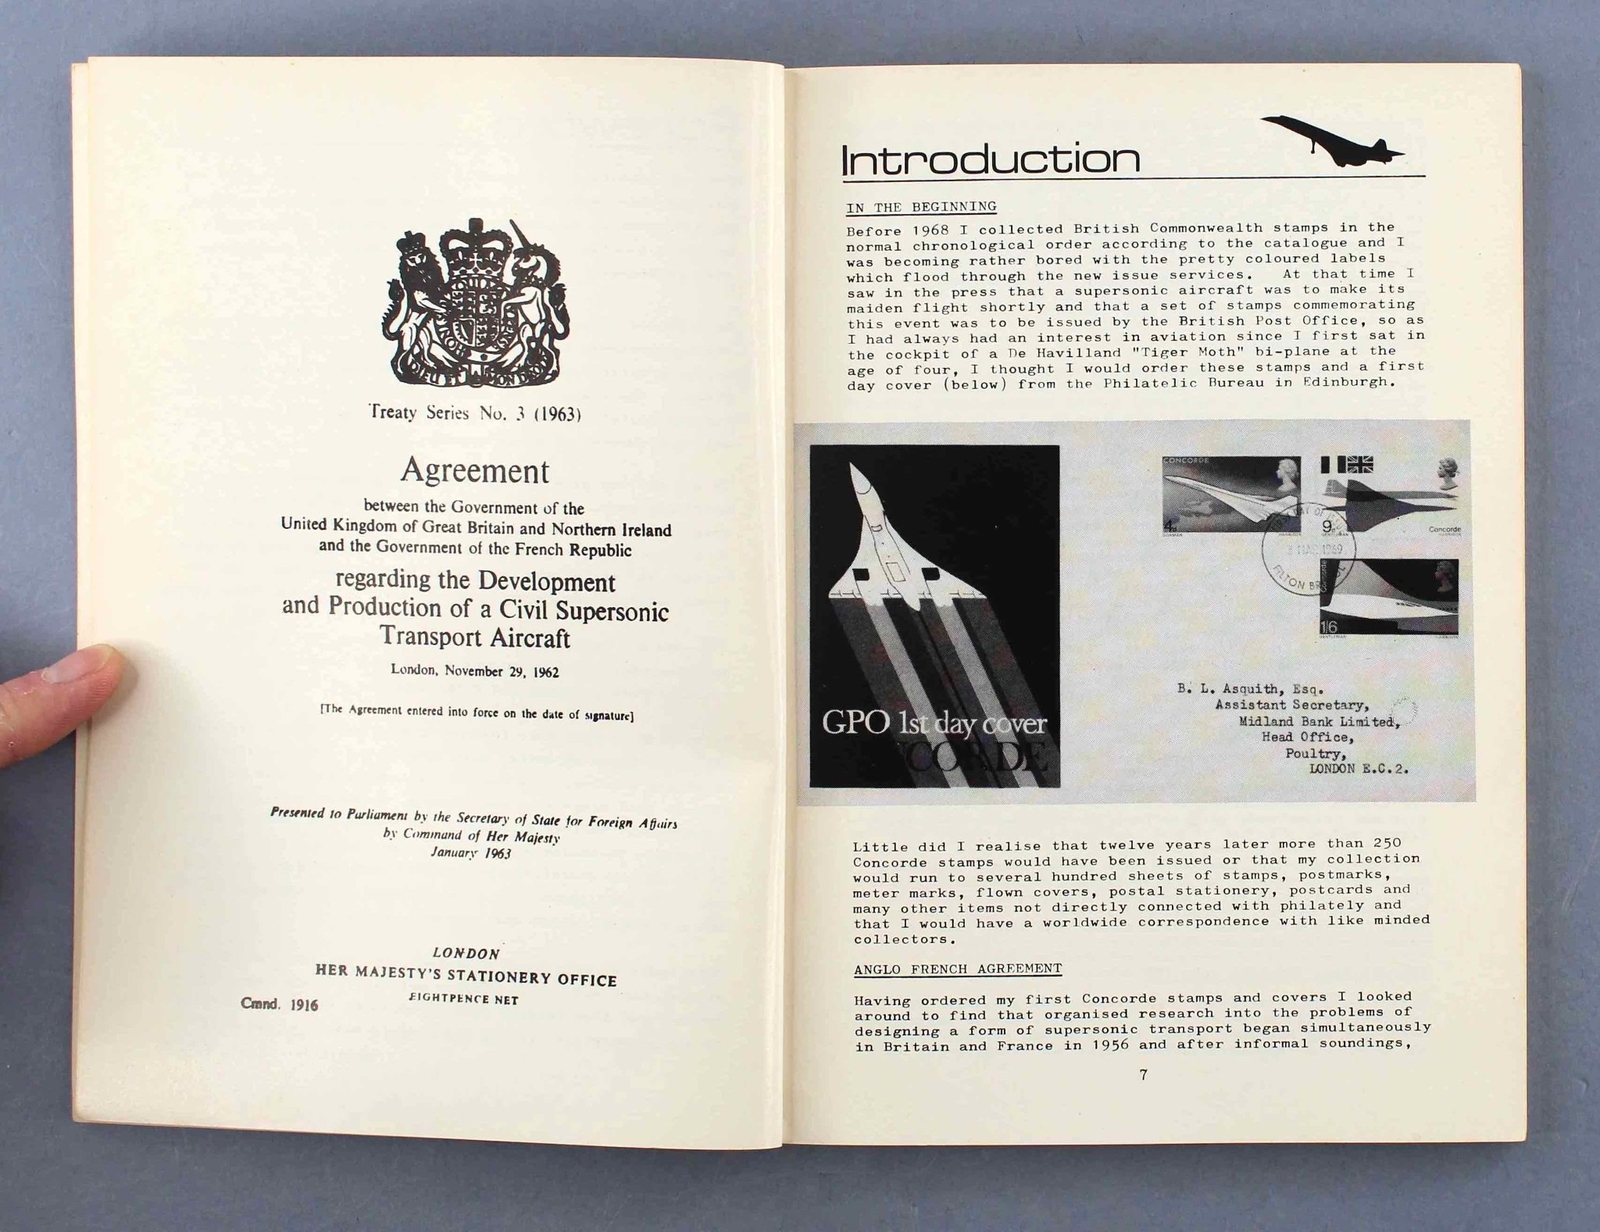 DIEU ET MON DROIT
Treaty Series No. 3 (1963)
Agreement
between the Government of the
United Kingdom of Great Britain and Northern Ireland
and the Government of the French Republic
regarding the Development
and Production of a Civil Supersonic
Transport Aircraft
London, November 29, 1962
[The Agreement entered into force on the date of signature]
Presented to Parliament by the Secretary of State for Foreign Affairs
by Command of Her Majesty
January 1963
LONDON
HER MAJESTY'S STATIONERY OFFICE
EIGHTPENCE NET
Cmnd. 1916
Introduction
IN THE BEGINNING
Before 1968 I collected British Commonwealth stamps in the
normal chronological order according to the catalogue and I
was becoming rather bored with the pretty coloured labels
which flood through the new issue services. At that time I
saw in the press that a supersonic aircraft was to make its
maiden flight shortly and that a set of stamps commemorating
this event was to be issued by the British Post Office, so as
I had always had an interest in aviation since I first sat in
the cockpit of a De Havilland "Tiger Moth" bi-plane at the
age of four, I thought I would order these stamps and a first
day cover (below) from the Philatelic Bureau in Edinburgh.
CONCORDE
4d
9d
Concorde
1/6
FILTON BRISTOL
GPO 1st day cover
CONCORDE
B. L. Asquith, Esq.
Assistant Secretary,
Midland Bank Limited,
Head Office,
Poultry,
LONDON E.C.2.
Little did I realise that twelve years later more than 250
Concorde stamps would have been issued or that my collection
would run to several hundred sheets of stamps, postmarks,
meter marks, flown covers, postal stationery, postcards and
many other items not directly connected with philately and
that I would have a worldwide correspondence with like minded
collectors.
ANGLO FRENCH AGREEMENT
Having ordered my first Concorde stamps and covers I looked
around to find that organised research into the problems of
designing a form of supersonic transport began simultaneously
in Britain and France in 1956 and after informal soundings,
7